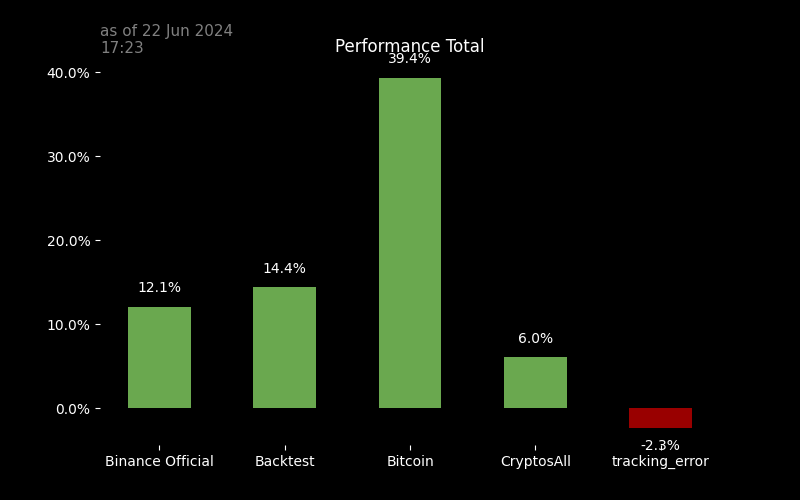 as of 22 Jun 2024
17:23
Performance Total
40.0%
30.0%
20.0%
10.0%
0.0%
12.1%
14.4%
39.4%
6.0%
-2.3%
Binance Official
Backtest
Bitcoin
CryptosAll
tracking_error